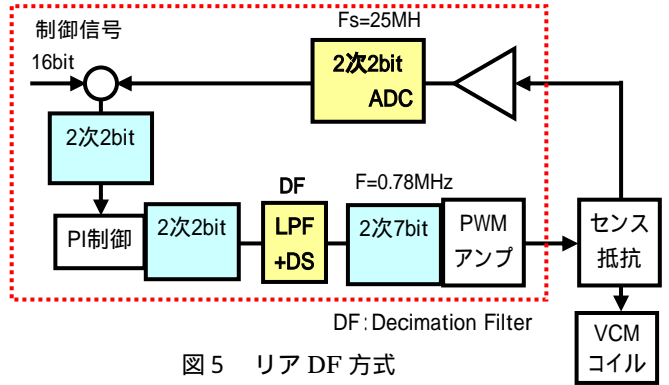 Fs=25MH
制御信号
16bit
2次2bit
ADC
2次2bit
DF
F=0.78MHz
PI制御
2次2bit
LPF
+DS
2次7bit
PWM
アンプ
センス
抵抗
DF:Decimation Filter
VCM
コイル
図5 リア DF 方式